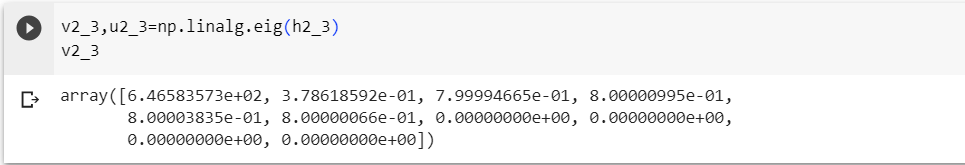 v2_3,u2_3=np.linalg.eig(h2_3)
v2_3
array([6.46583573e+02, 3.78618592e-01, 7.99994665e-01, 8.00000995e-01,
8.00003835e-01, 8.00000066e-01, 0.00000000e+00, 0.00000000e+00,
0.00000000e+00, 0.00000000e+00])